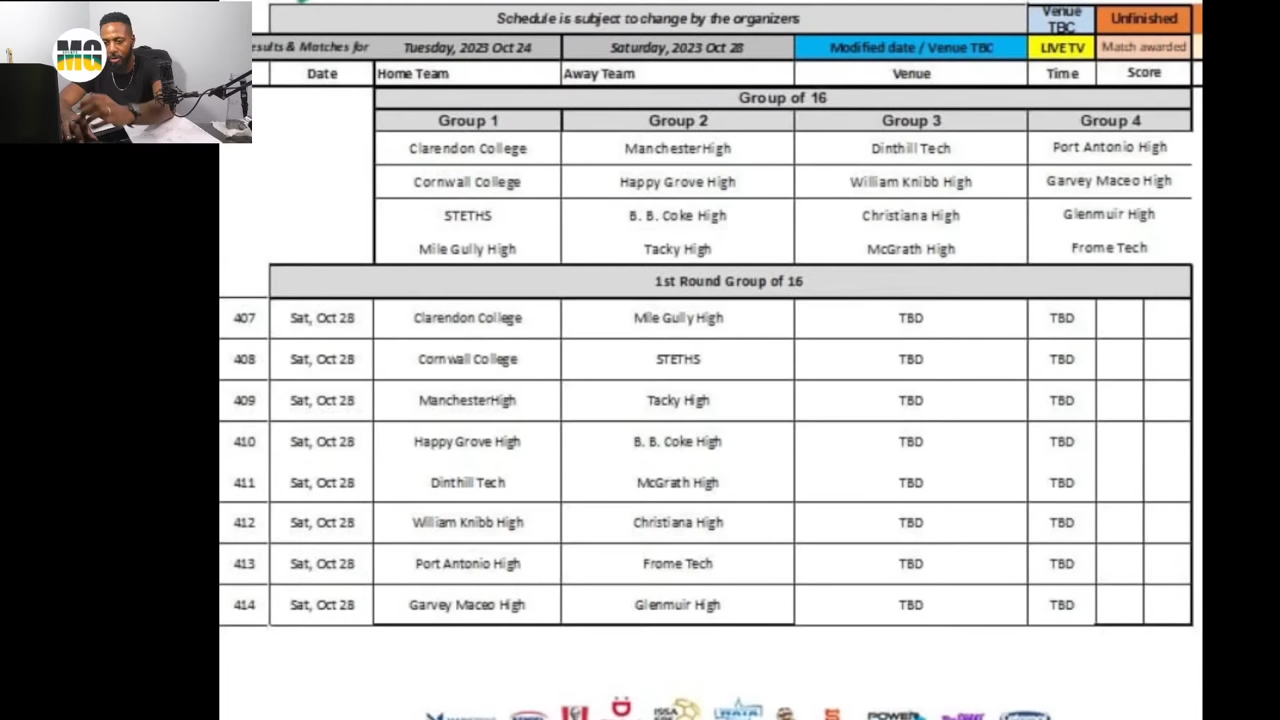 Schedule is subject to change by the organizers
Venue TBC
Unfinished
MG
esults & Matches for
Tuesday, 2023 Oct 24
Saturday, 2023 Oct 28
Modified date / Venue TBC
LIVE TV
Match awarded
Date Home Team Away Team Venue Time Score
Group of 16
Group 1 Group 2 Group 3 Group 4
Clarendon College ManchesterHigh Dinthill Tech Port Antonio High
Cornwall College Happy Grove High William Knibb High Garvey Maceo High
STETHS B. B. Coke High Christiana High Glenmuir High
Mile Gully High Tacky High McGrath High Frome Tech
1st Round Group of 16
407 Sat, Oct 28 Clarendon College Mile Gully High TBD TBD
408 Sat, Oct 28 Cornwall College STETHS TBD TBD
409 Sat, Oct 28 ManchesterHigh Tacky High TBD TBD
410 Sat, Oct 28 Happy Grove High B. B. Coke High TBD TBD
411 Sat, Oct 28 Dinthill Tech McGrath High TBD TBD
412 Sat, Oct 28 William Knibb High Christiana High TBD TBD
413 Sat, Oct 28 Port Antonio High Frome Tech TBD TBD
414 Sat, Oct 28 Garvey Maceo High Glenmuir High TBD TBD
KFC ISSA WATA POWER